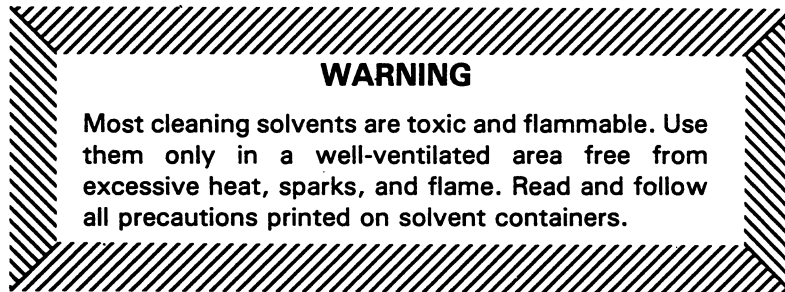 WARNING
Most cleaning solvents are toxic and flammable. Use
them only in a well-ventilated area free from
excessive heat, sparks, and flame. Read and follow
all precautions printed on solvent containers.